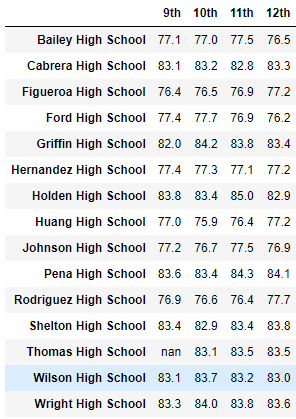 9th 10th 11th 12th
Bailey High School 77.1 77.0 77.5 76.5
Cabrera High School 83.1 83.2 82.8 83.3
Figueroa High School 76.4 76.5 76.9 77.2
Ford High School 77.4 77.7 76.9 76.2
Griffin High School 82.0 84.2 83.8 83.4
Hernandez High School 77.4 77.3 77.1 77.2
Holden High School 83.8 83.4 85.0 82.9
Huang High School 77.0 75.9 76.4 77.2
Johnson High School 77.2 76.7 77.5 76.9
Pena High School 83.6 83.4 84.3 84.1
Rodriguez High School 76.9 76.6 76.4 77.7
Shelton High School 83.4 82.9 83.4 83.8
Thomas High School nan 83.1 83.5 83.5
Wilson High School 83.1 83.7 83.2 83.0
Wright High School 83.3 84.0 83.8 83.6